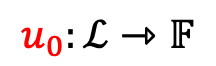 u₀: ℒ → 𝔽